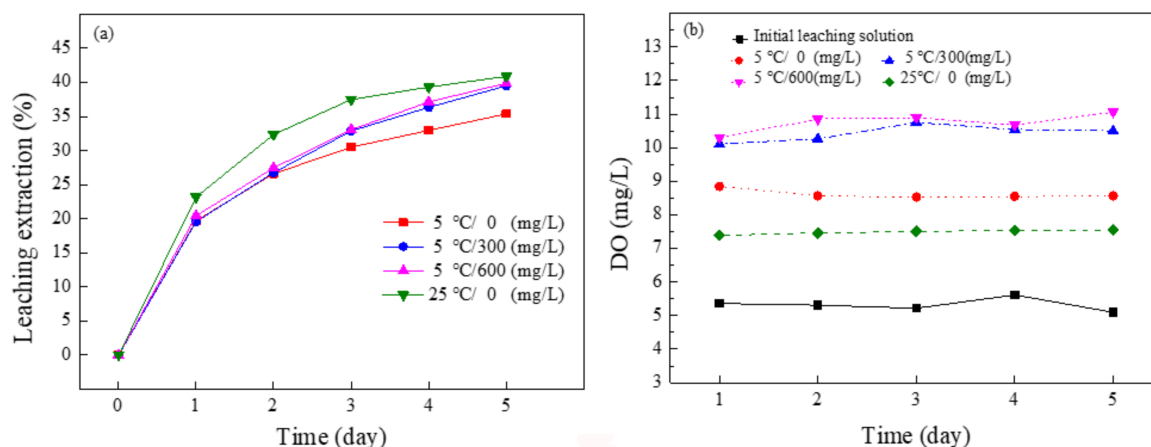 (a)
Leaching extraction (%)
45
40
35
30
25
20
15
10
5
0
5 ℃/ 0 (mg/L)
5 ℃/300 (mg/L)
5 ℃/600 (mg/L)
25 ℃/ 0 (mg/L)
0 1 2 3 4 5
Time (day)
(b)
DO (mg/L)
13
12
11
10
9
8
7
6
5
4
3
Initial leaching solution
5 ℃/ 0 (mg/L) 5 ℃/300(mg/L)
5 ℃/600(mg/L) 25℃/ 0 (mg/L)
1 2 3 4 5
Time (day)